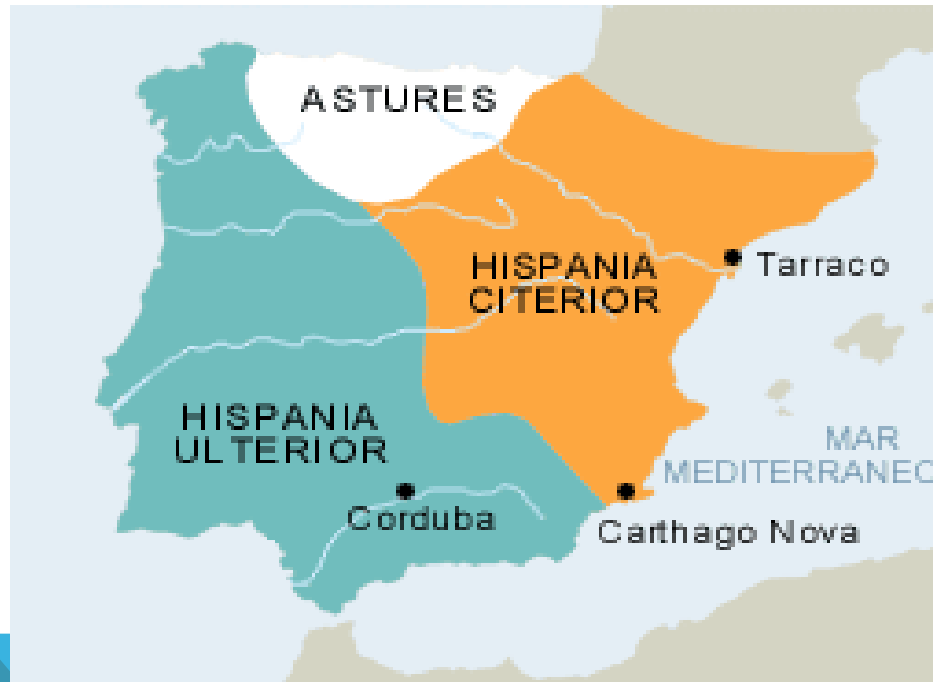 ASTURES
HISPANIA
CITERIOR
Tarraco
HISPANIA
ULTERIOR
MAR
MEDITERRANEO
Corduba
Carthago Nova